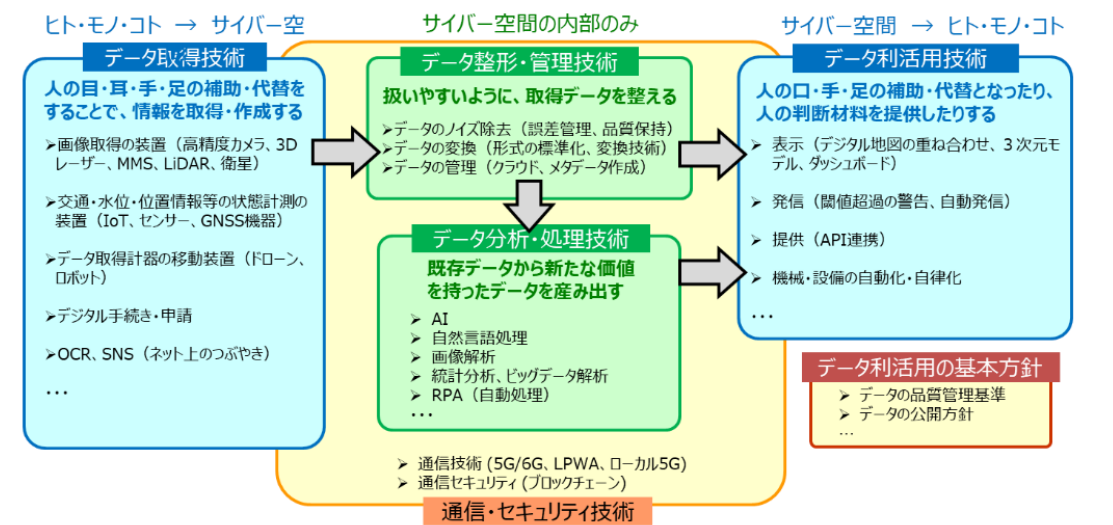 ヒト・モノ・コト → サイバー空
サイバー空間の内部のみ
サイバー空間 → ヒト・モノ・コト
データ取得技術
人の目・耳・手・足の補助・代替を
することで、情報を取得・作成する
➢画像取得の装置（高精度カメラ、3D
レーザー、MMS、LiDAR、衛星）
➢交通・水位・位置情報等の状態計測の
装置（IoT、センサー、GNSS機器）
➢データ取得計器の移動装置（ドローン、
ロボット）
➢デジタル手続き・申請
➢OCR、SNS（ネット上のつぶやき）
・・・
データ整形・管理技術
扱いやすいように、取得データを整える
➢データのノイズ除去（誤差管理、品質保持）
➢データの変換（形式の標準化、変換技術）
➢データの管理（クラウド、メタデータ作成）
データ分析・処理技術
既存データから新たな価値
を持ったデータを産み出す
➢ AI
➢ 自然言語処理
➢ 画像解析
➢ 統計分析、ビッグデータ解析
➢ RPA（自動処理）
・・・
➢ 通信技術 (5G/6G、LPWA、ローカル5G)
➢ 通信セキュリティ (ブロックチェーン)
通信・セキュリティ技術
データ利活用技術
人の口・手・足の補助・代替となったり、
人の判断材料を提供したりする
➢ 表示（デジタル地図の重ね合わせ、３次元モ
デル、ダッシュボード）
➢ 発信（閾値超過の警告、自動発信）
➢ 提供（API連携）
➢ 機械・設備の自動化・自律化
・・・
データ利活用の基本方針
➢ データの品質管理基準
➢ データの公開方針
…